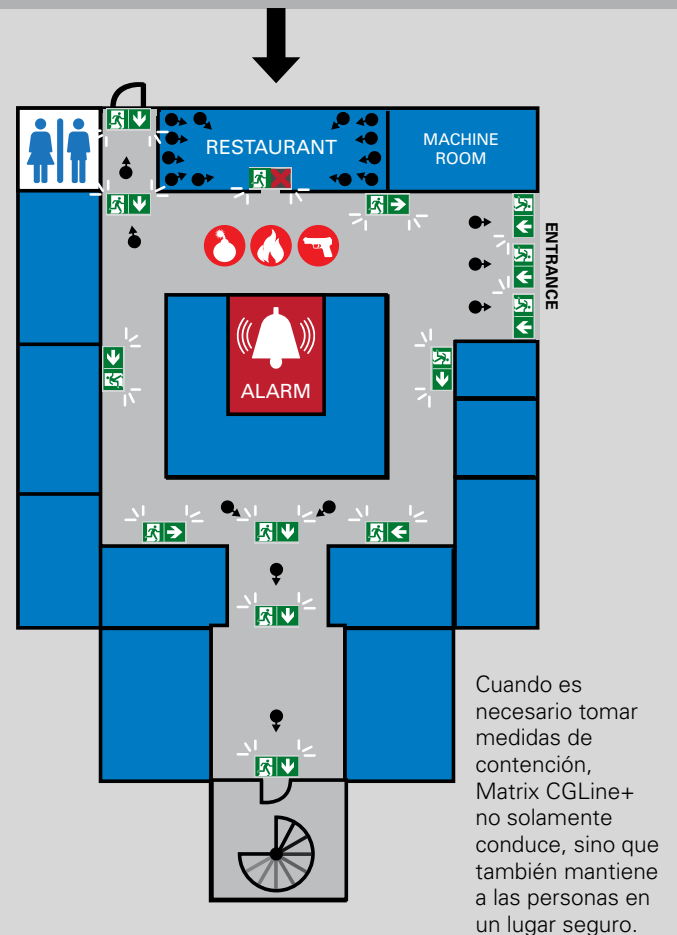 RESTAURANT
MACHINE
ROOM
ENTRANCE
ALARM
Cuando es
necesario tomar
medidas de
contención,
Matrix CGLine+
no solamente
conduce, sino que
también mantiene
a las personas en
un lugar seguro.